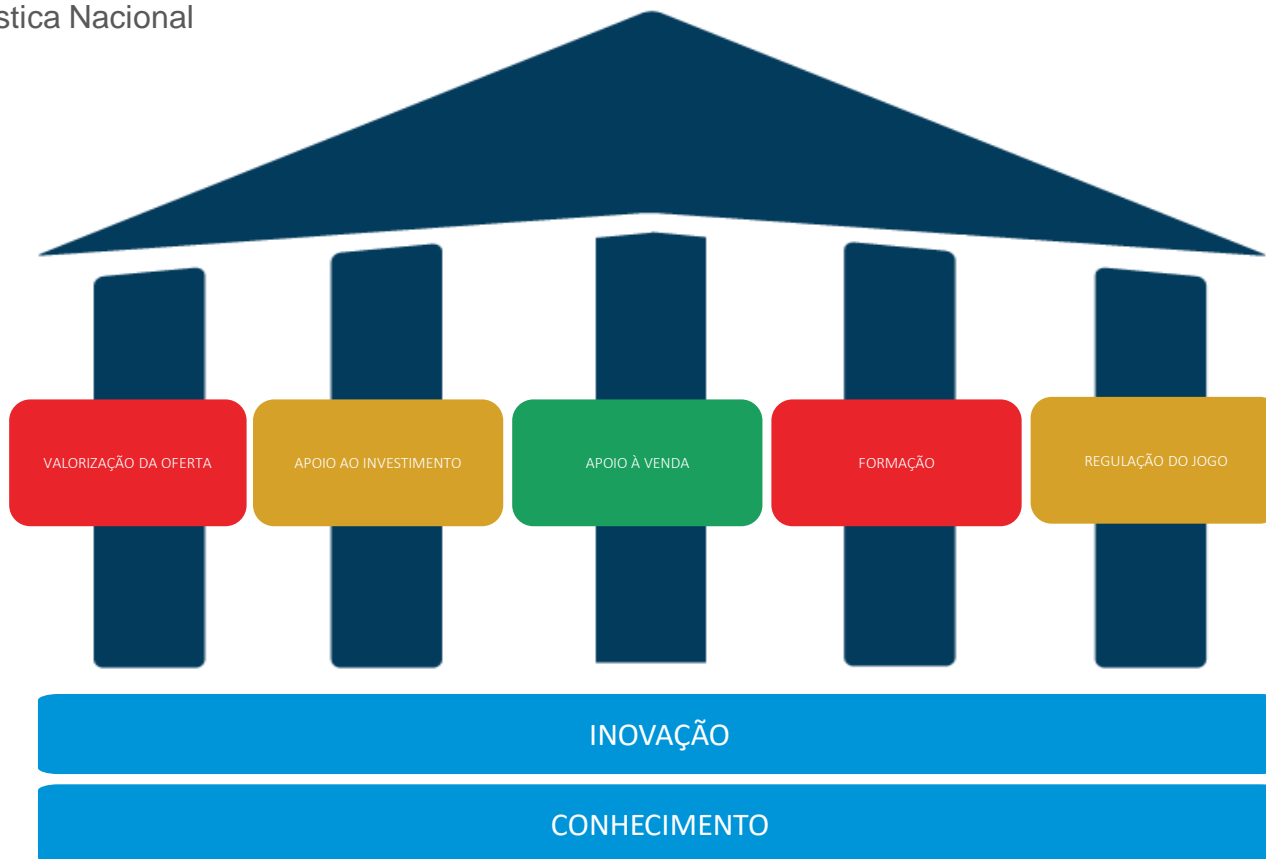 stica Nacional
VALORIZAÇÃO DA OFERTA
APOIO AO INVESTIMENTO
APOIO À VENDA
FORMAÇÃO
REGULAÇÃO DO JOGO
INOVAÇÃO
CONHECIMENTO